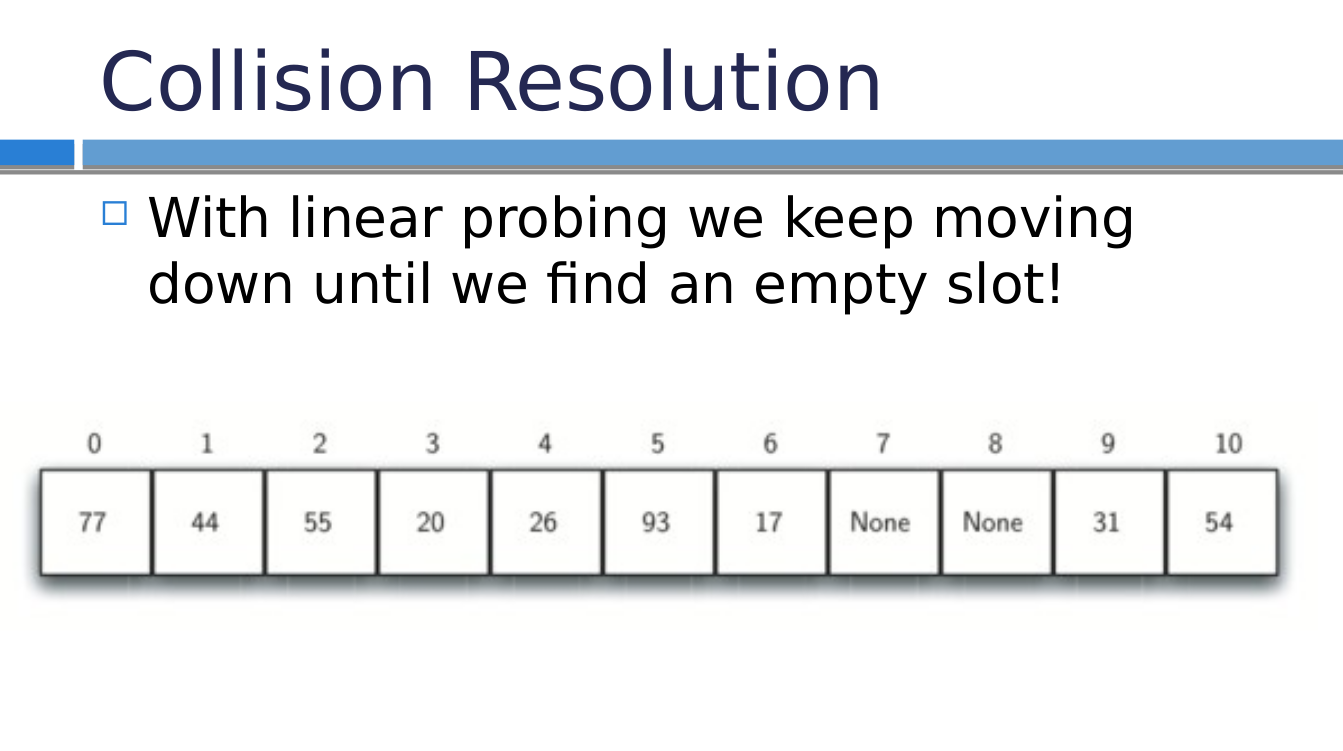 Collision Resolution
With linear probing we keep moving
down until we find an empty slot!
0 1 2 3 4 5 6 7 8 9 10
77 44 55 20 26 93 17 None None 31 54